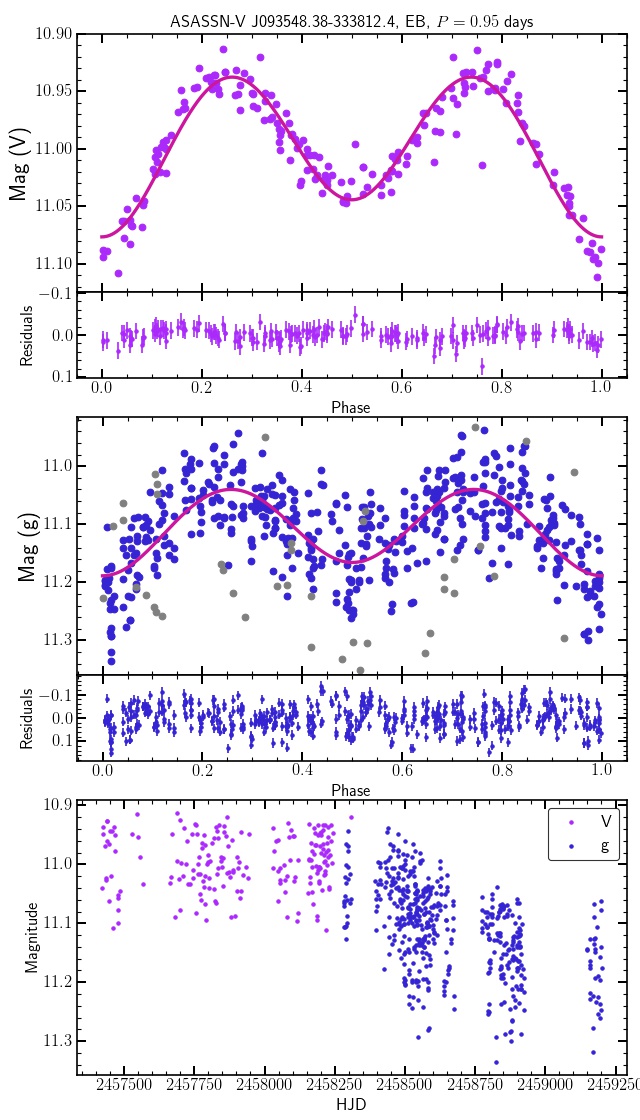 ASASSN-V J093548.38-333812.4, EB, P = 0.95 days
10.90
10.95
11.00
11.05
11.10
Mag (V)
−0.1
0.0
0.1
Residuals
0.0 0.2 0.4 0.6 0.8 1.0
Phase
11.0
11.1
11.2
11.3
Mag (g)
−0.1
0.0
0.1
Residuals
0.0 0.2 0.4 0.6 0.8 1.0
Phase
10.9
11.0
11.1
11.2
11.3
Magnitude
V
g
2457500 2457750 2458000 2458250 2458500 2458750 2459000 245925
HJD